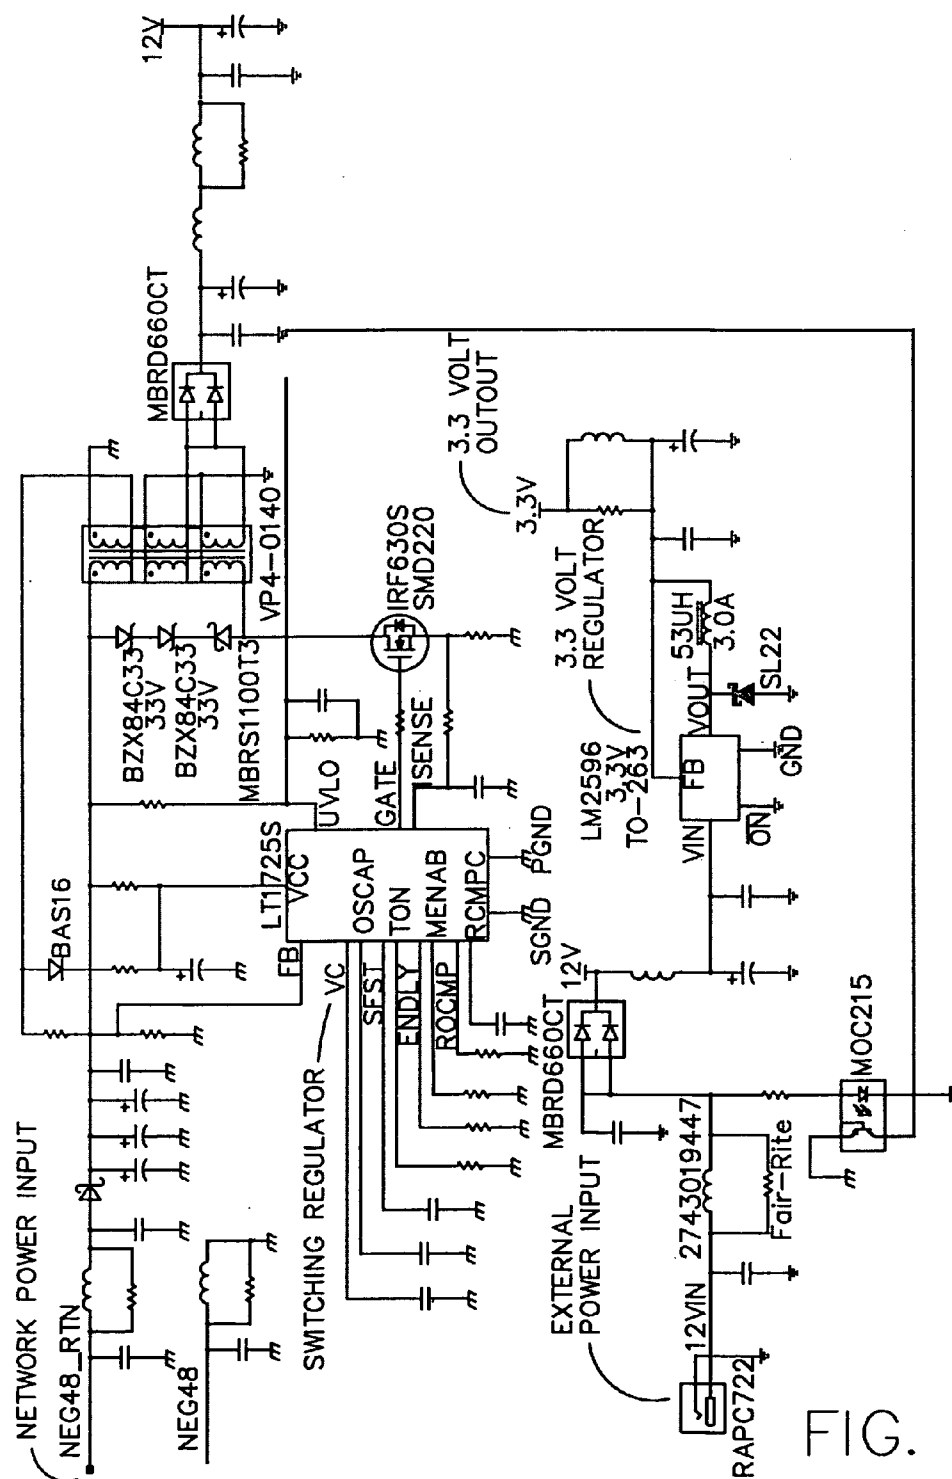 NETWORK POWER INPUT
NEG48_RTN
NEG48
BAS16
BZX84C33
33V
BZX84C33
33V
MBRS1100T3
VP4-0140
MBRD660CT
12V
SWITCHING REGULATOR
LT1725S
VCC
FB
VC
OSCAP
SFST
TON
ENDLY
MENAB
ROCMP
RCMPC
UVLO
GATE
ISENSE
SGND
PGND
IRF630S
SMD220
3.3 VOLT
OUTOUT
3.3V
3.3 VOLT
REGULATOR
LM2596
3.3V
TO-263
VIN
FB
VOUT
ON
GND
53UH
3.0A
SL22
EXTERNAL
POWER INPUT
MBRD660CT
12V
12VIN
2743019447
Fair-Rite
RAPC722
MOC215
FIG.